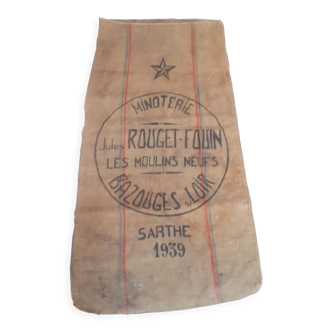 MINOTERIE
Jules ROUGET-FOUIN
LES MOULINS NEUFS
BAZOUGES S/ LOIR
SARTHE
1939